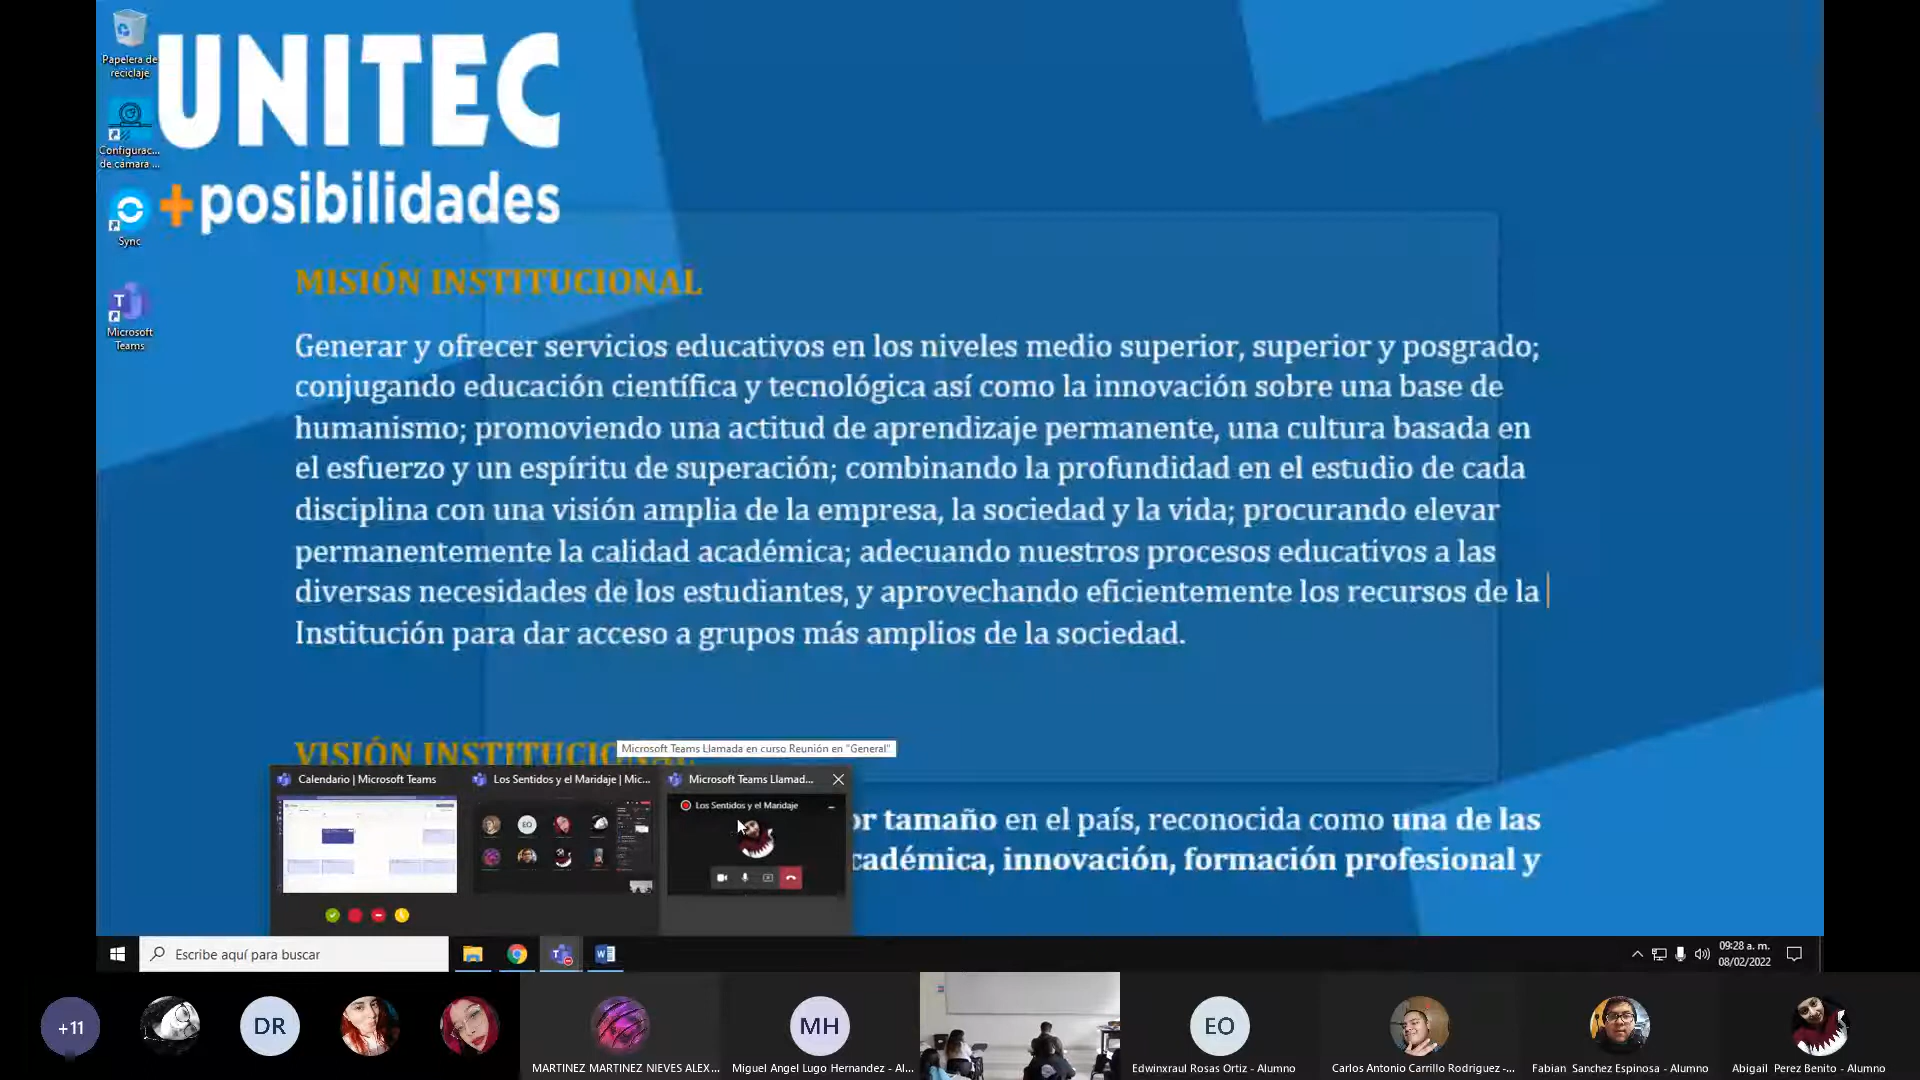 Papelera de
reciclaje
UNITEC
+posibilidades
Configurac...
de cámara ...
Sync
Microsoft
Teams
MISIÓN INSTITUCIONAL
Generar y ofrecer servicios educativos en los niveles medio superior, superior y posgrado;
conjugando educación científica y tecnológica así como la innovación sobre una base de
humanismo; promoviendo una actitud de aprendizaje permanente, una cultura basada en
el esfuerzo y un espíritu de superación; combinando la profundidad en el estudio de cada
disciplina con una visión amplia de la empresa, la sociedad y la vida; procurando elevar
permanentemente la calidad académica; adecuando nuestros procesos educativos a las
diversas necesidades de los estudiantes, y aprovechando eficientemente los recursos de la
Institución para dar acceso a grupos más amplios de la sociedad.
VISIÓN INSTITUCIONAL
Microsoft Teams Llamada en curso Reunión en "General"
Calendario | Microsoft Teams
Los Sentidos y el Maridaje | Mic...
Microsoft Teams Llamad...
Los Sentidos y el Maridaje
EO
or tamaño en el país, reconocida como una de las
cadémica, innovación, formación profesional y
Escribe aquí para buscar
09:28 a. m.
08/02/2022
+11
DR
MH
EO
MARTINEZ MARTINEZ NIEVES ALEX...
Miguel Angel Lugo Hernandez - Al...
Edwinxraul Rosas Ortiz - Alumno
Carlos Antonio Carrillo Rodriguez -...
Fabian Sanchez Espinosa - Alumno
Abigail Perez Benito - Alumno